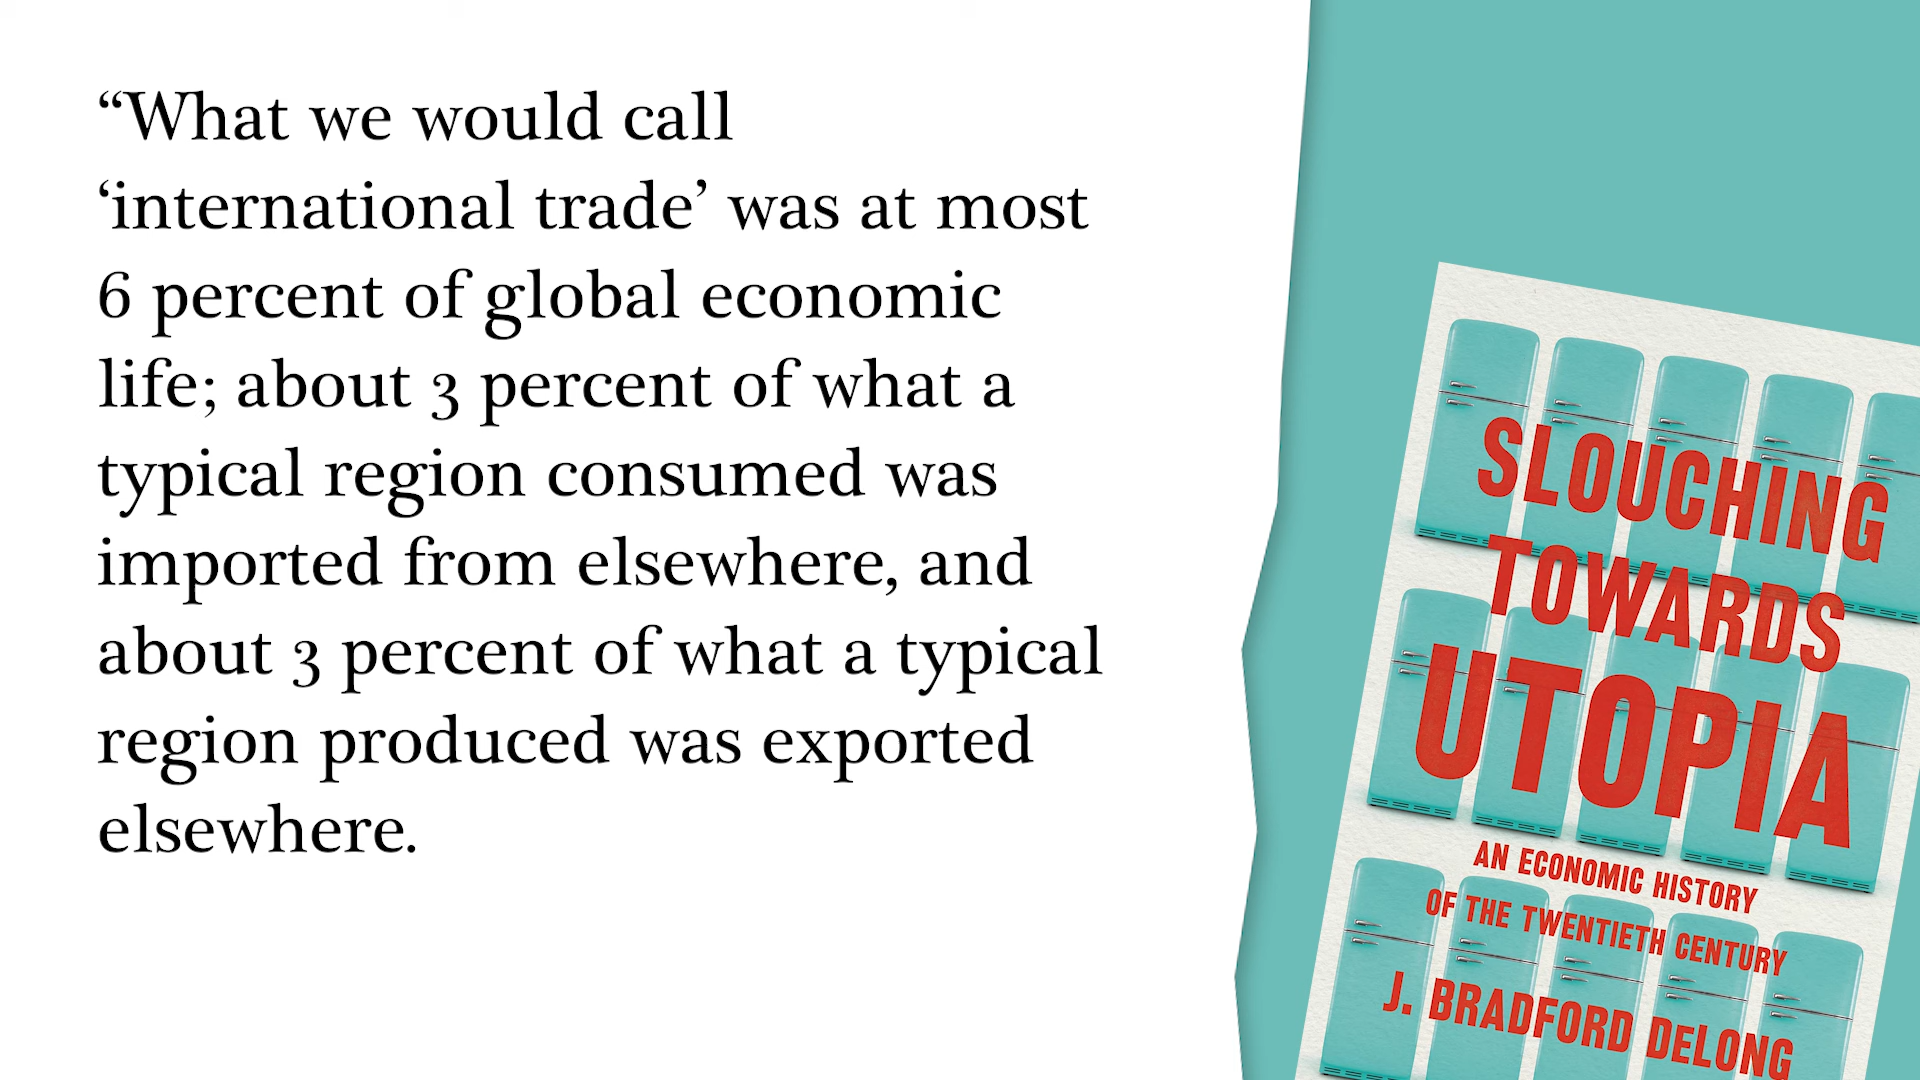 “What we would call
‘international trade’ was at most
6 percent of global economic
life; about 3 percent of what a
typical region consumed was
imported from elsewhere, and
about 3 percent of what a typical
region produced was exported
elsewhere.
SLOUCHING
TOWARDS
UTOPIA
AN ECONOMIC HISTORY
OF THE TWENTIETH CENTURY
J. BRADFORD DELONG